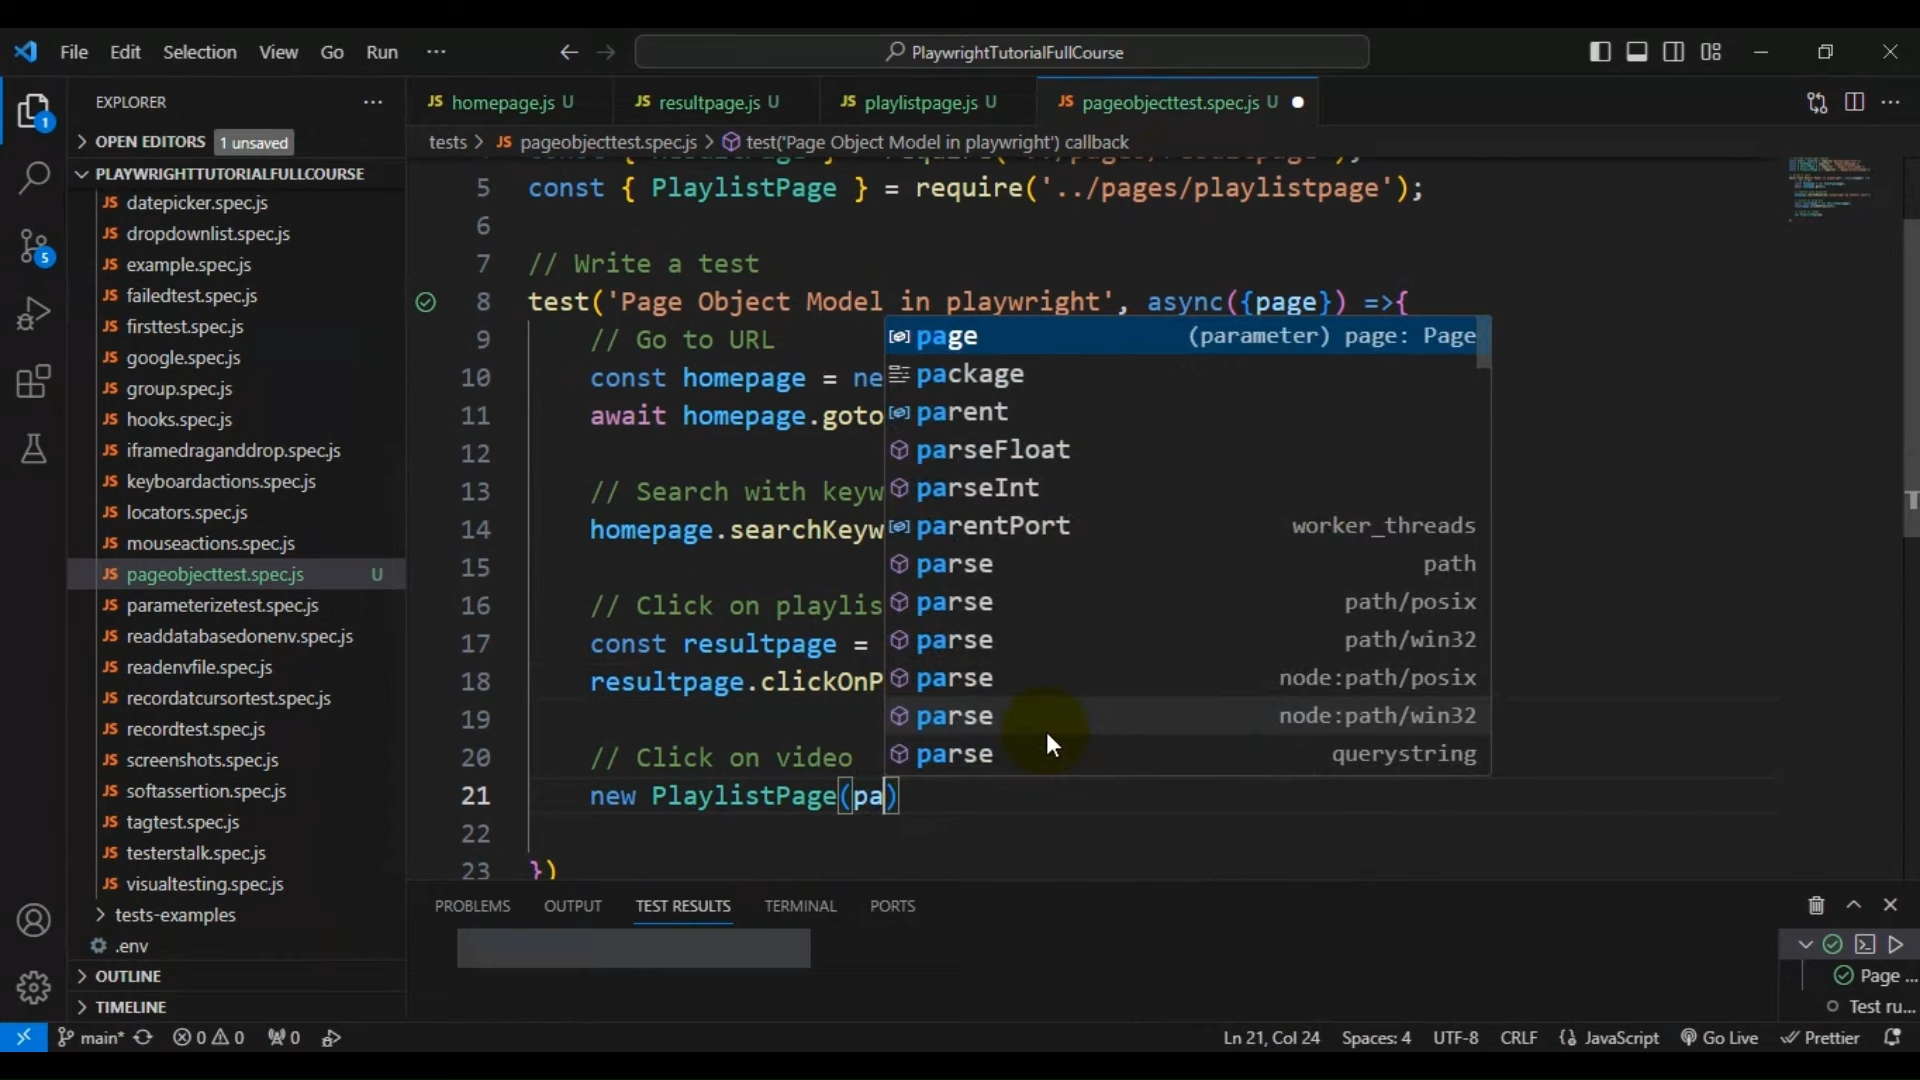 File Edit Selection View Go Run ···
PlaywrightTutorialFullCourse
EXPLORER
OPEN EDITORS 1 unsaved
PLAYWRIGHTTUTORIALFULLCOURSE
JS datepicker.spec.js
JS dropdownlist.spec.js
JS example.spec.js
JS failedtest.spec.js
JS firsttest.spec.js
JS google.spec.js
JS group.spec.js
JS hooks.spec.js
JS iframedraganddrop.spec.js
JS keyboardactions.spec.js
JS locators.spec.js
JS mouseactions.spec.js
JS pageobjecttest.spec.js U
JS parameterizetest.spec.js
JS readdatabasedonenv.spec.js
JS readenvfile.spec.js
JS recordatcursortest.spec.js
JS recordtest.spec.js
JS screenshots.spec.js
JS softassertion.spec.js
JS tagtest.spec.js
JS testerstalk.spec.js
JS visualtesting.spec.js
tests-examples
.env
OUTLINE
TIMELINE
1
5
JS homepage.js U JS resultpage.js U JS playlistpage.js U JS pageobjecttest.spec.js U
tests > JS pageobjecttest.spec.js > test('Page Object Model in playwright') callback
5 const { PlaylistPage } = require('../pages/playlistpage');
6
7 // Write a test
8 test('Page Object Model in playwright', async({page}) =>{
9 // Go to URL
10 const homepage = ne
11 await homepage.goto
12
13 // Search with keyw
14 homepage.searchKeyw
15
16 // Click on playlis
17 const resultpage =
18 resultpage.clickOnP
19
20 // Click on video
21 new PlaylistPage(pa)
22
23 })
page (parameter) page: Page
package
parent
parseFloat
parseInt
parentPort worker_threads
parse path
parse path/posix
parse path/win32
parse node:path/posix
parse node:path/win32
parse querystring
PROBLEMS OUTPUT TEST RESULTS TERMINAL PORTS
Page ...
Test ru...
main* 0 0 0 Ln 21, Col 24 Spaces: 4 UTF-8 CRLF {} JavaScript Go Live Prettier